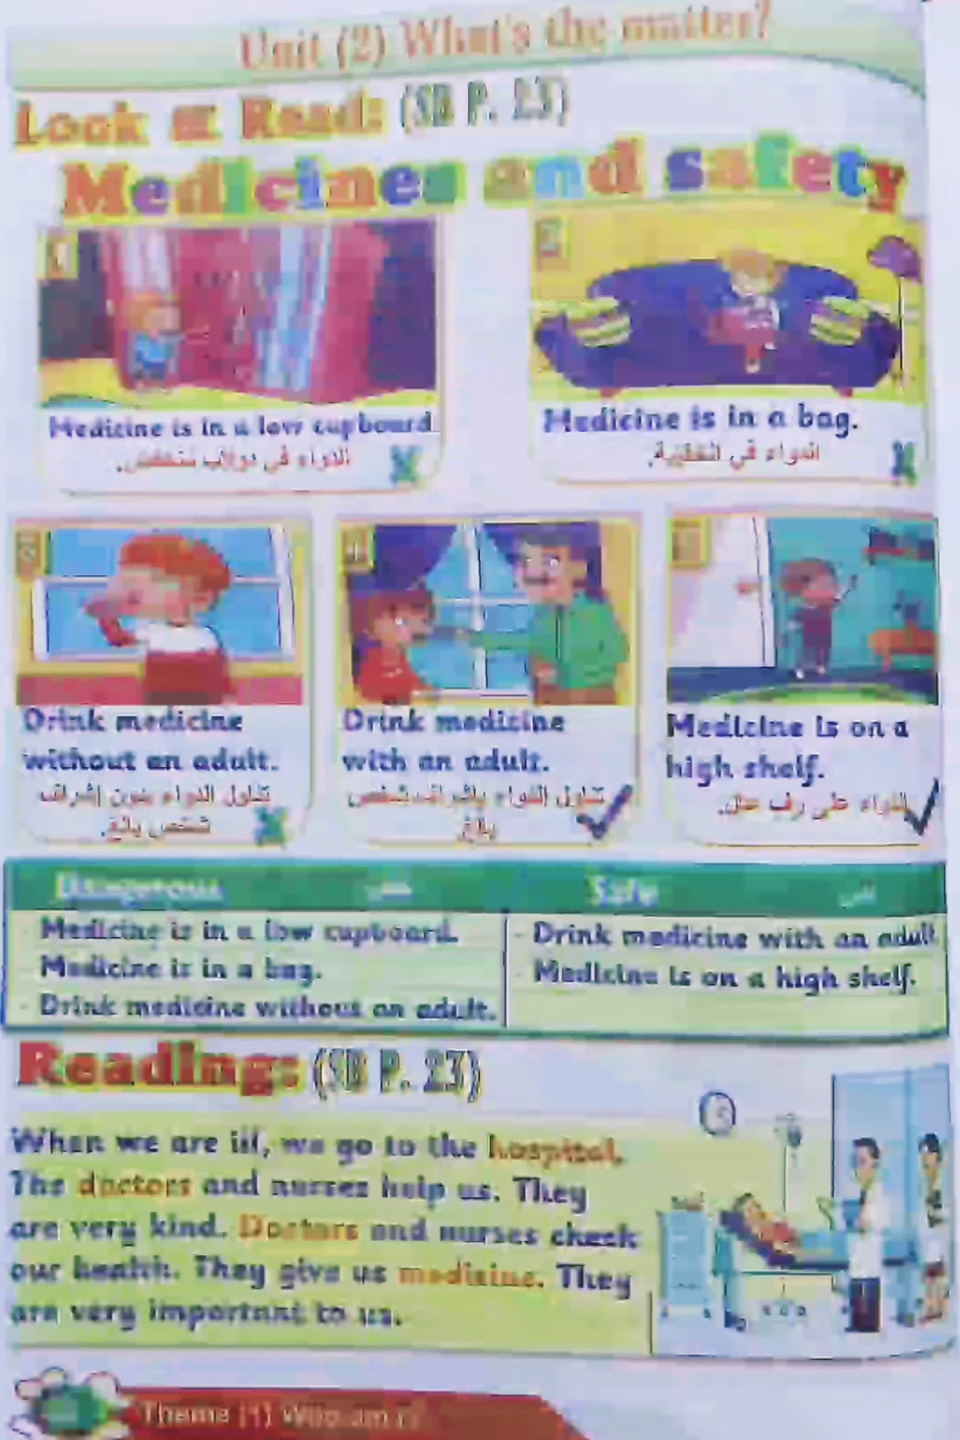 Unit (2) What's the matter?
Look & Read: (SB P. 23)
Medicines and safety
1
2
Medicine is in a low cupboard.
الدواء في دولاب منخفض.
Medicine is in a bag.
الدواء في الحقيبة.
3
4
Drink medicine
without an adult.
تناول الدواء بدون إشراف
شخص بالغ.
Drink medicine
with an adult.
تناول الدواء بإشراف شخص
بالغ
Medicine is on a
high shelf.
الدواء على رف عال.
Dangerous
Safe
- Medicine is in a low cupboard.
- Medicine is in a bag.
- Drink medicine without an adult.
- Drink medicine with an adult
- Medicine is on a high shelf.
Reading: (SB P. 23)
When we are ill, we go to the hospital.
The doctors and nurses help us. They
are very kind. Doctors and nurses check
our health. They give us medicine. They
are very important to us.
Theme (1) Who am I?